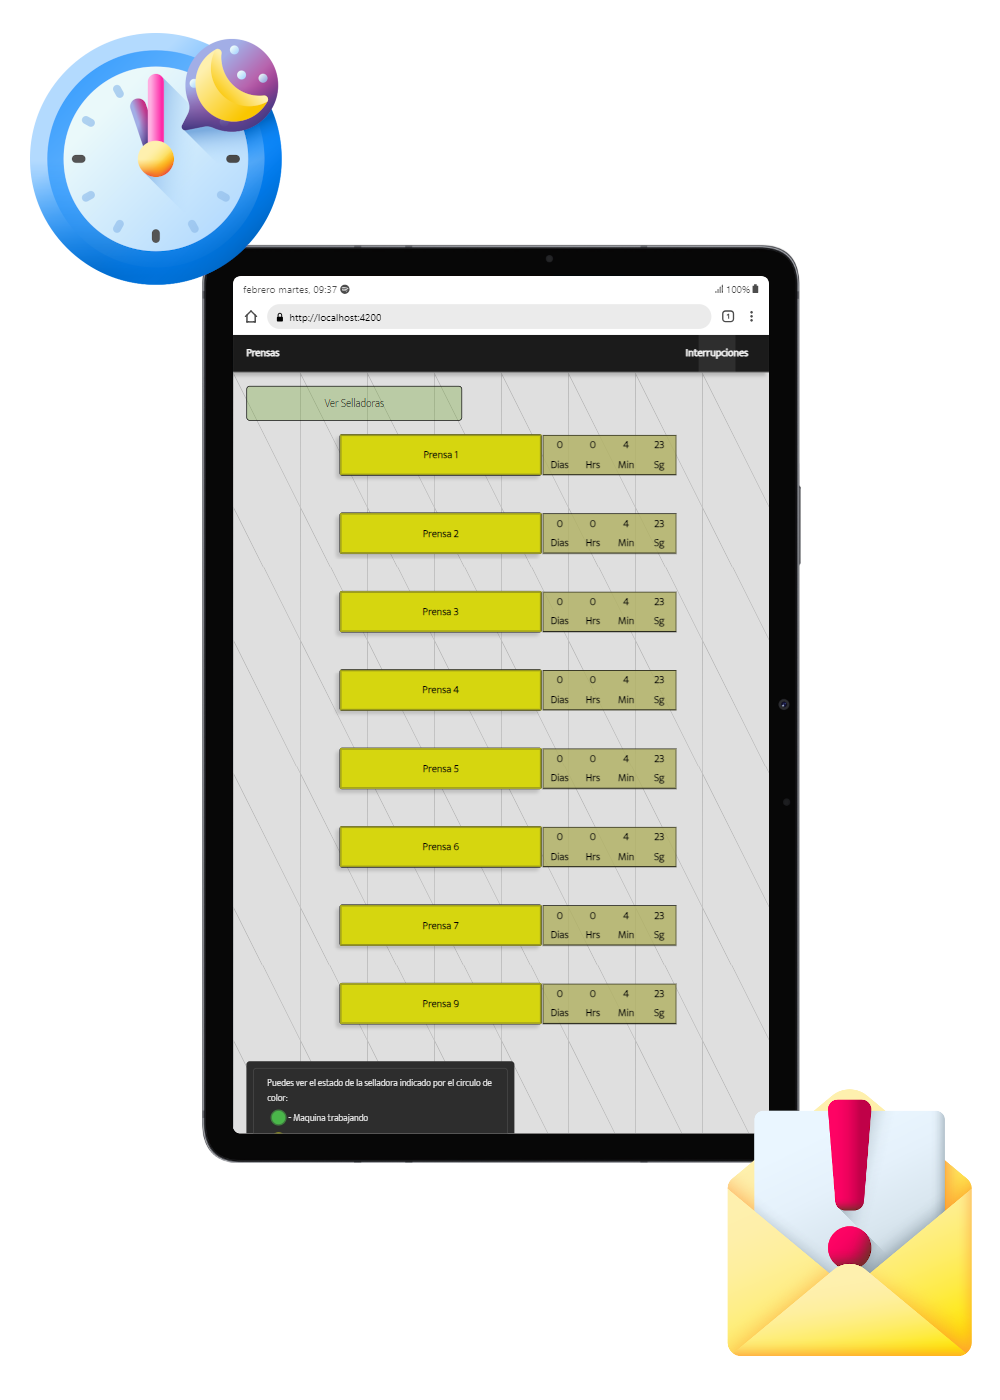 febrero martes, 09:37
100%
http://localhost:4200
1
Prensas
Interrupciones
Ver Selladoras
Prensa 1
0 0 4 23
Dias Hrs Min Sg
Prensa 2
0 0 4 23
Dias Hrs Min Sg
Prensa 3
0 0 4 23
Dias Hrs Min Sg
Prensa 4
0 0 4 23
Dias Hrs Min Sg
Prensa 5
0 0 4 23
Dias Hrs Min Sg
Prensa 6
0 0 4 23
Dias Hrs Min Sg
Prensa 7
0 0 4 23
Dias Hrs Min Sg
Prensa 9
0 0 4 23
Dias Hrs Min Sg
Puedes ver el estado de la selladora indicado por el circulo de
color:
- Maquina trabajando